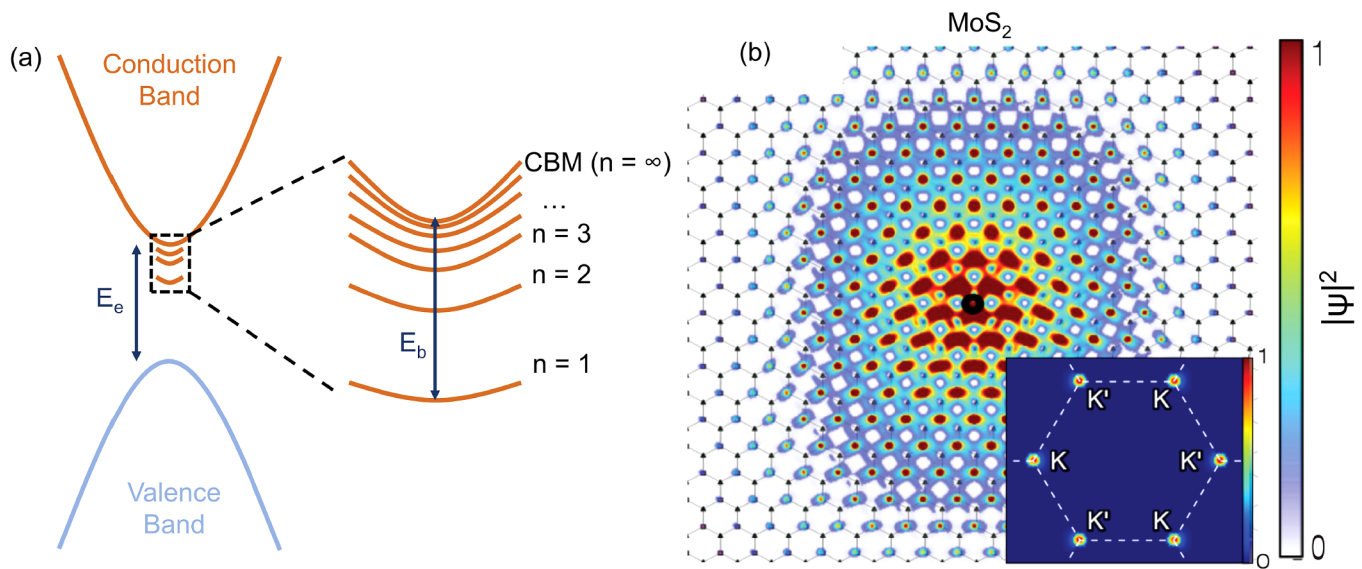 (a)
Conduction
Band
E_e
Valence
Band
CBM (n = ∞)
...
n = 3
n = 2
n = 1
E_b
(b)
MoS₂
1
|Ψ|²
0
1
K' K
K K'
K' K
0